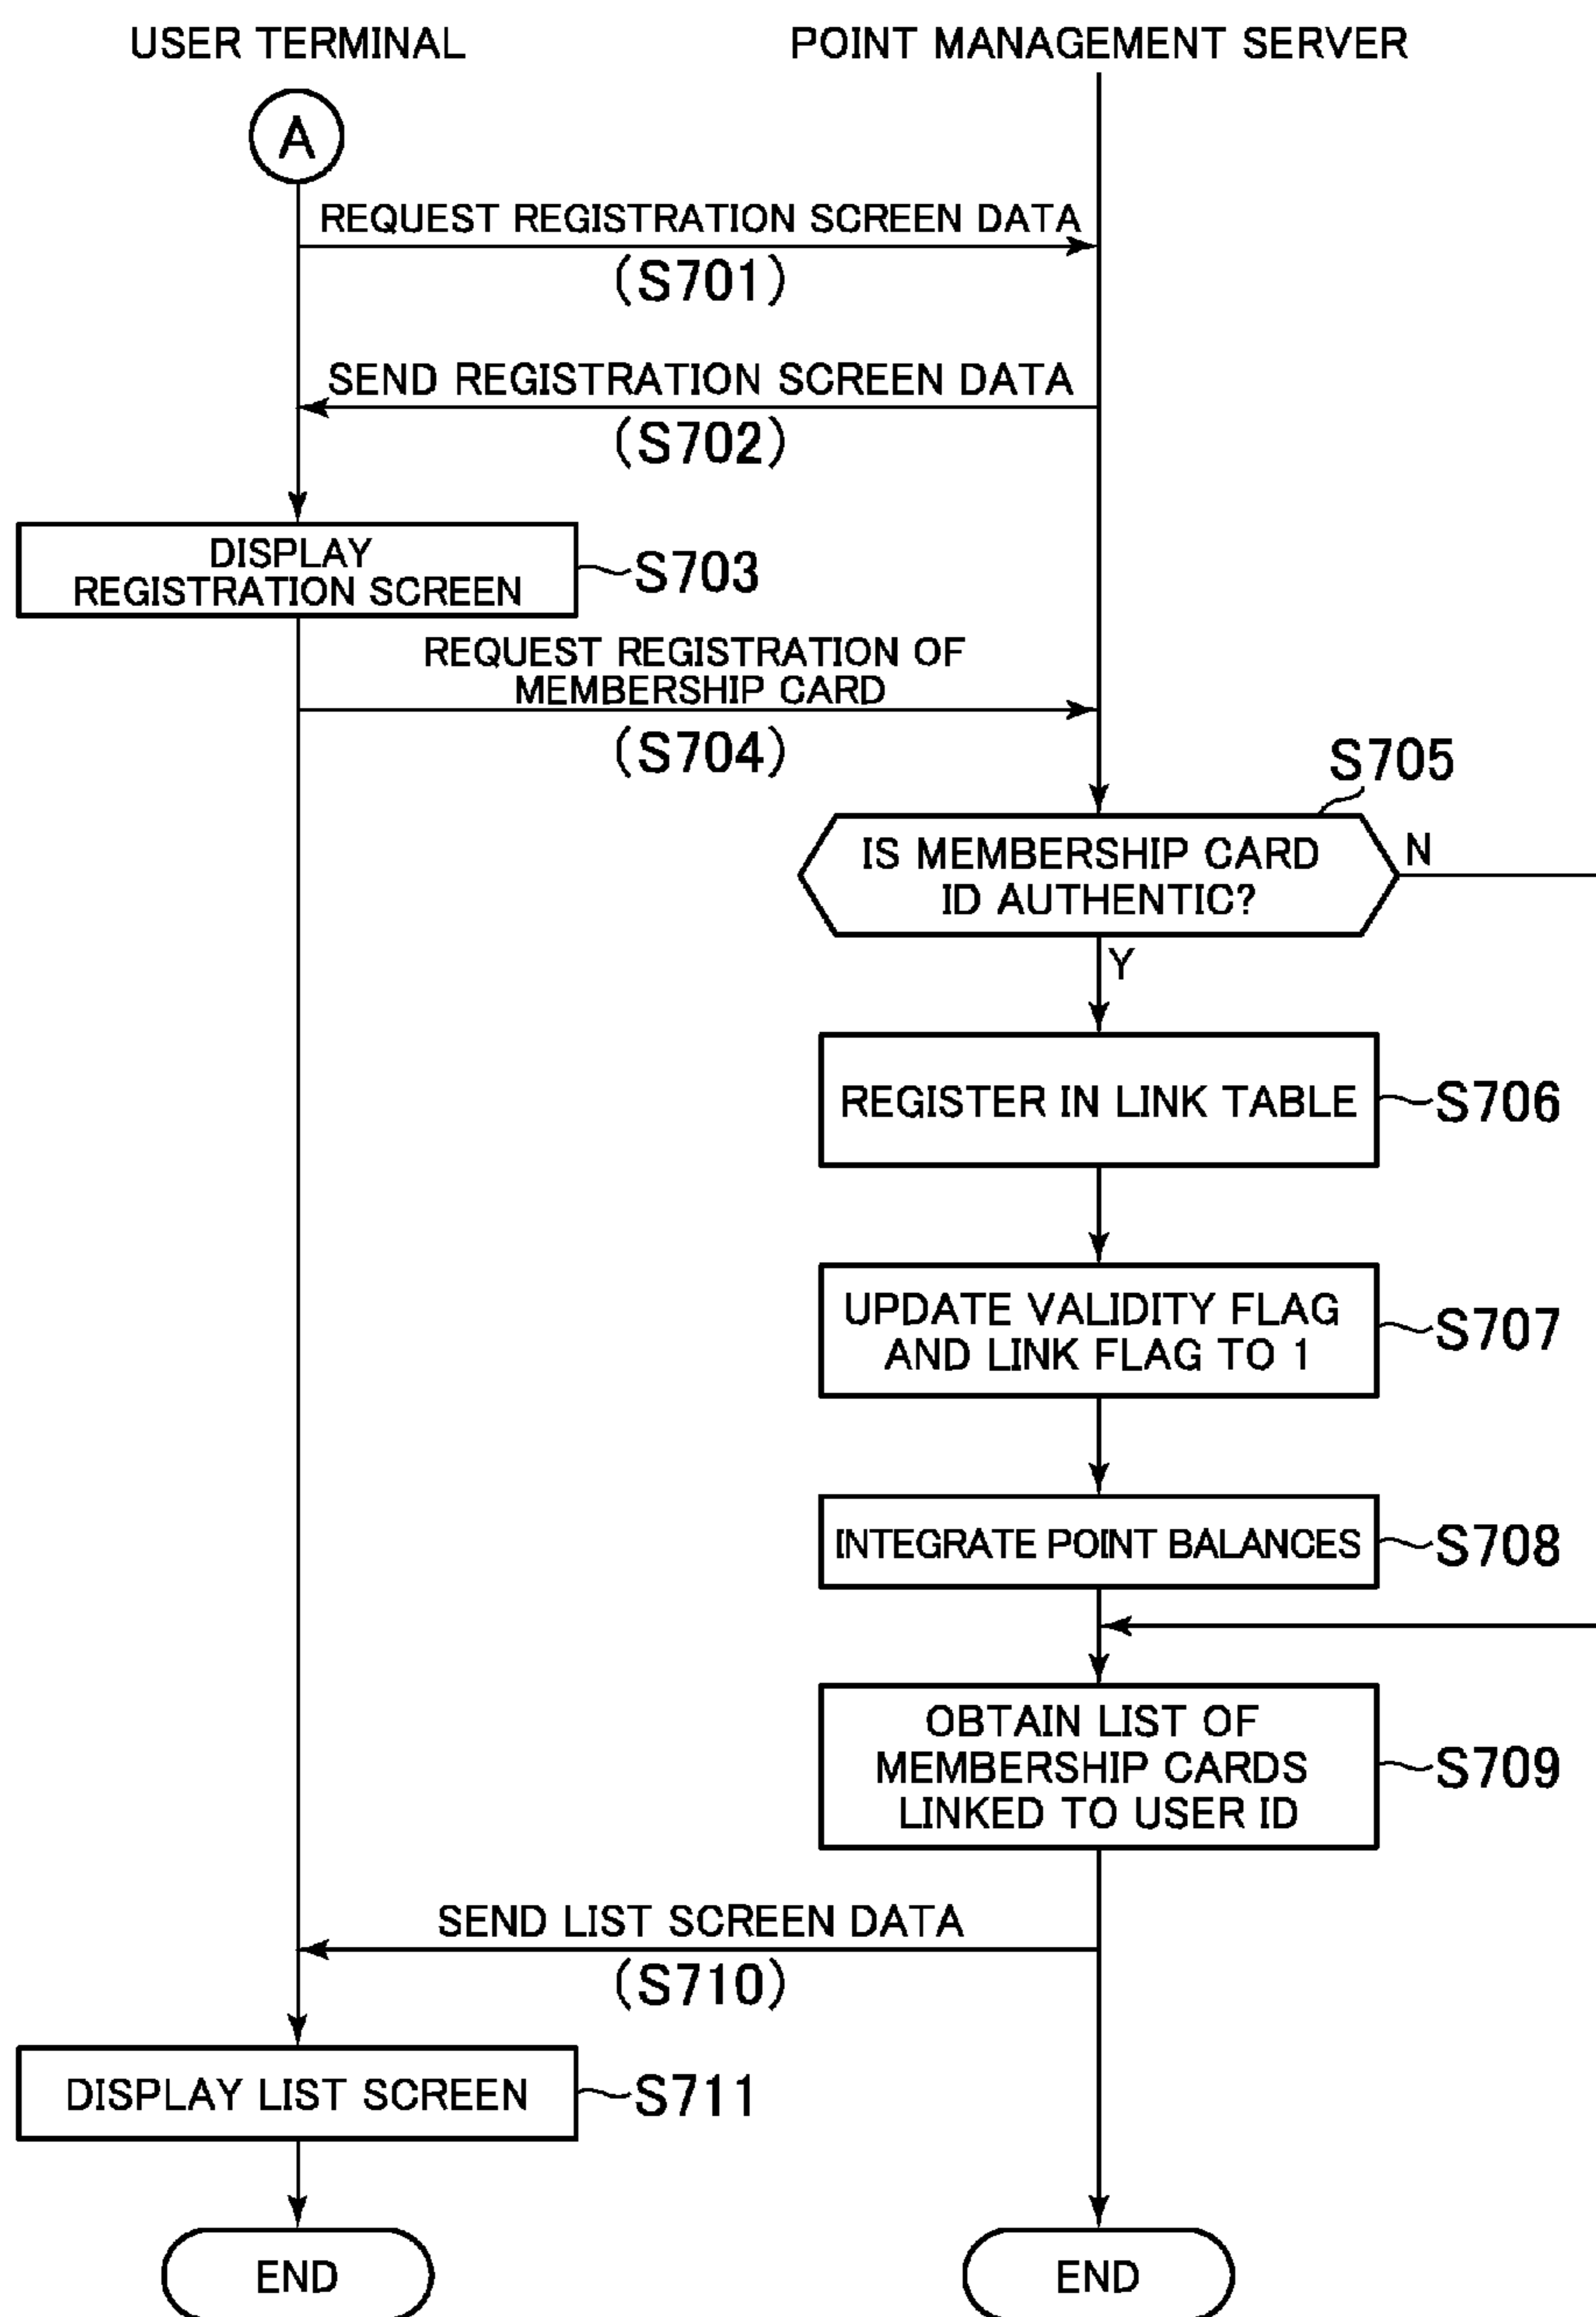 USER TERMINAL
POINT MANAGEMENT SERVER
A
REQUEST REGISTRATION SCREEN DATA
(S701)
SEND REGISTRATION SCREEN DATA
(S702)
DISPLAY
REGISTRATION SCREEN
S703
REQUEST REGISTRATION OF
MEMBERSHIP CARD
(S704)
S705
IS MEMBERSHIP CARD
ID AUTHENTIC?
N
Y
REGISTER IN LINK TABLE
S706
UPDATE VALIDITY FLAG
AND LINK FLAG TO 1
S707
INTEGRATE POINT BALANCES
S708
OBTAIN LIST OF
MEMBERSHIP CARDS
LINKED TO USER ID
S709
SEND LIST SCREEN DATA
(S710)
DISPLAY LIST SCREEN
S711
END
END